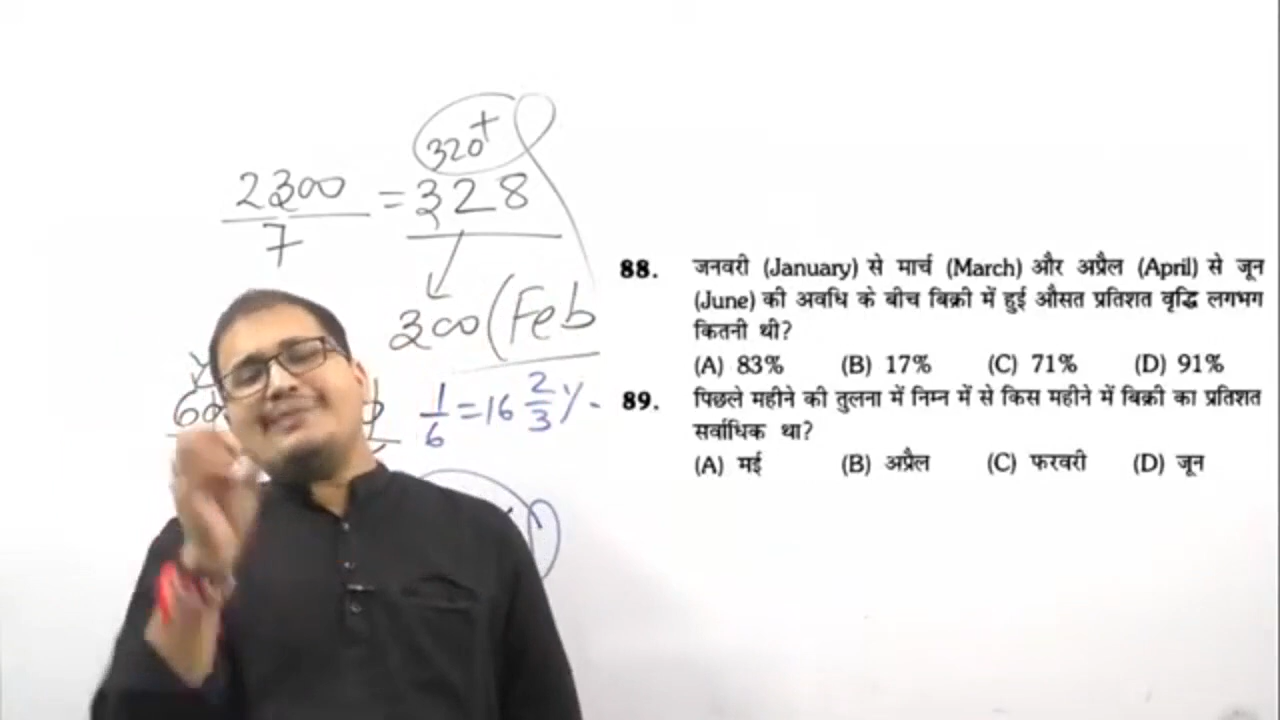 320+
2300 = 328
7
300 (Feb
60
1/6 = 16 2/3 %
88. जनवरी (January) से मार्च (March) और अप्रैल (April) से जून
(June) की अवधि के बीच बिक्री में हुई औसत प्रतिशत वृद्धि लगभग
कितनी थी?
(A) 83% (B) 17% (C) 71% (D) 91%
89. पिछले महीने की तुलना में निम्न में से किस महीने में बिक्री का प्रतिशत
सर्वाधिक था?
(A) मई (B) अप्रैल (C) फरवरी (D) जून